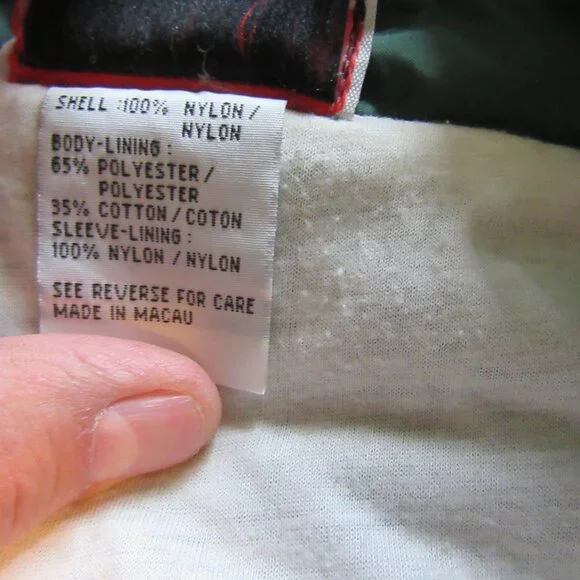 SHELL :100% NYLON /
NYLON
BODY-LINING :
65% POLYESTER /
POLYESTER
35% COTTON / COTON
SLEEVE-LINING :
100% NYLON / NYLON
SEE REVERSE FOR CARE
MADE IN MACAU